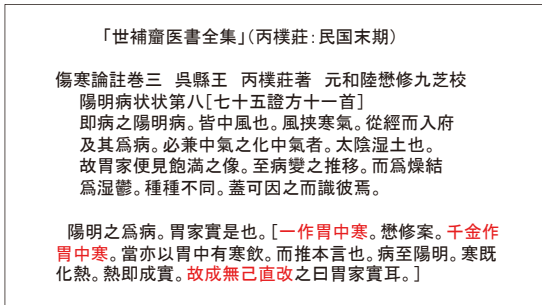 「世補齋医書全集」(丙樸莊:民国末期)
傷寒論註巻三 呉縣王 丙樸莊著 元和陸懋修九芝校
陽明病状状第八[七十五證方十一首]
即病之陽明病。皆中風也。風挟寒氣。從經而入府
及其爲病。必兼中氣之化中氣者。太陰湿土也。
故胃家便見飽満之像。至病變之推移。而爲燥結
爲湿鬱。種種不同。蓋可因之而識彼焉。
陽明之爲病。胃家實是也。[一作胃中寒。懋修案。千金作
胃中寒。當亦以胃中有寒飲。而推本言也。病至陽明。寒既
化熱。熱即成實。故成無己直改之曰胃家實耳。]